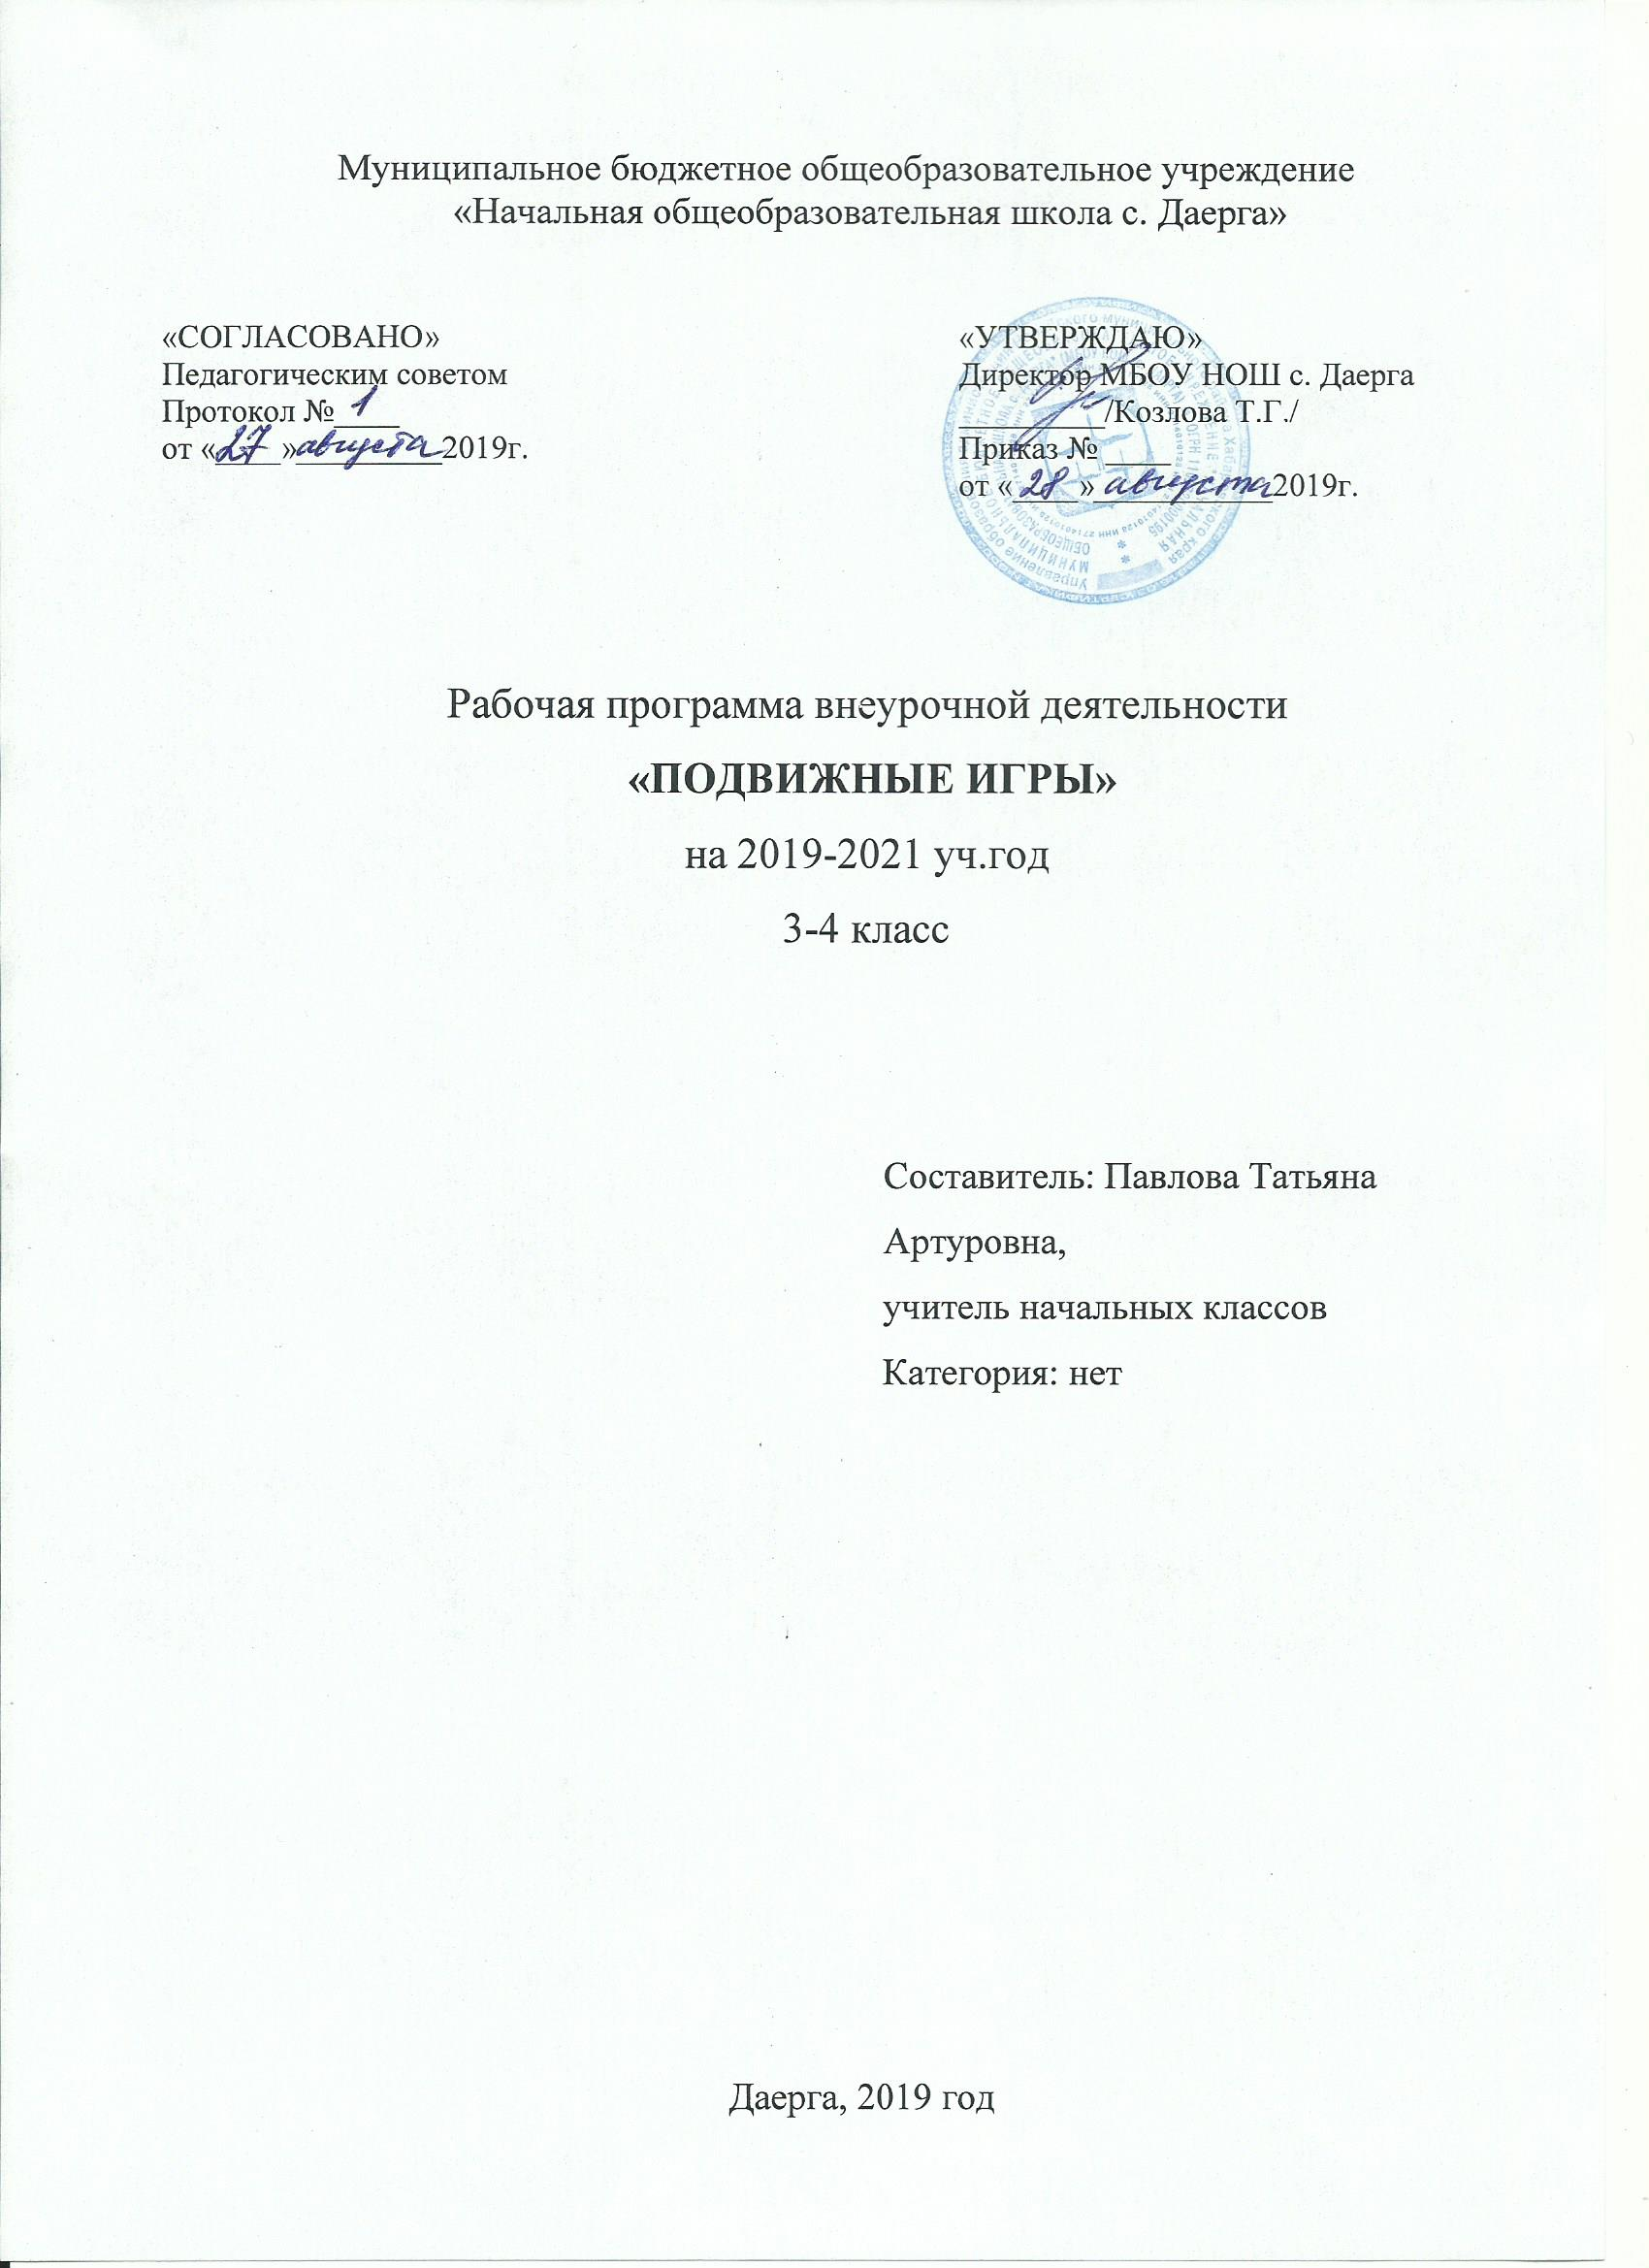 Муниципальное бюджетное общеобразовательное учреждение
«Начальная общеобразовательная школа с. Даерга»
«СОГЛАСОВАНО»
Педагогическим советом
Протокол № 1
от «27» августа 2019г.
«УТВЕРЖДАЮ»
Директор МБОУ НОШ с. Даерга
_________/Козлова Т.Г./
Приказ № ____
от «28» августа 2019г.
Рабочая программа внеурочной деятельности
«ПОДВИЖНЫЕ ИГРЫ»
на 2019-2021 уч.год
3-4 класс
Составитель: Павлова Татьяна
Артуровна,
учитель начальных классов
Категория: нет
Даерга, 2019 год